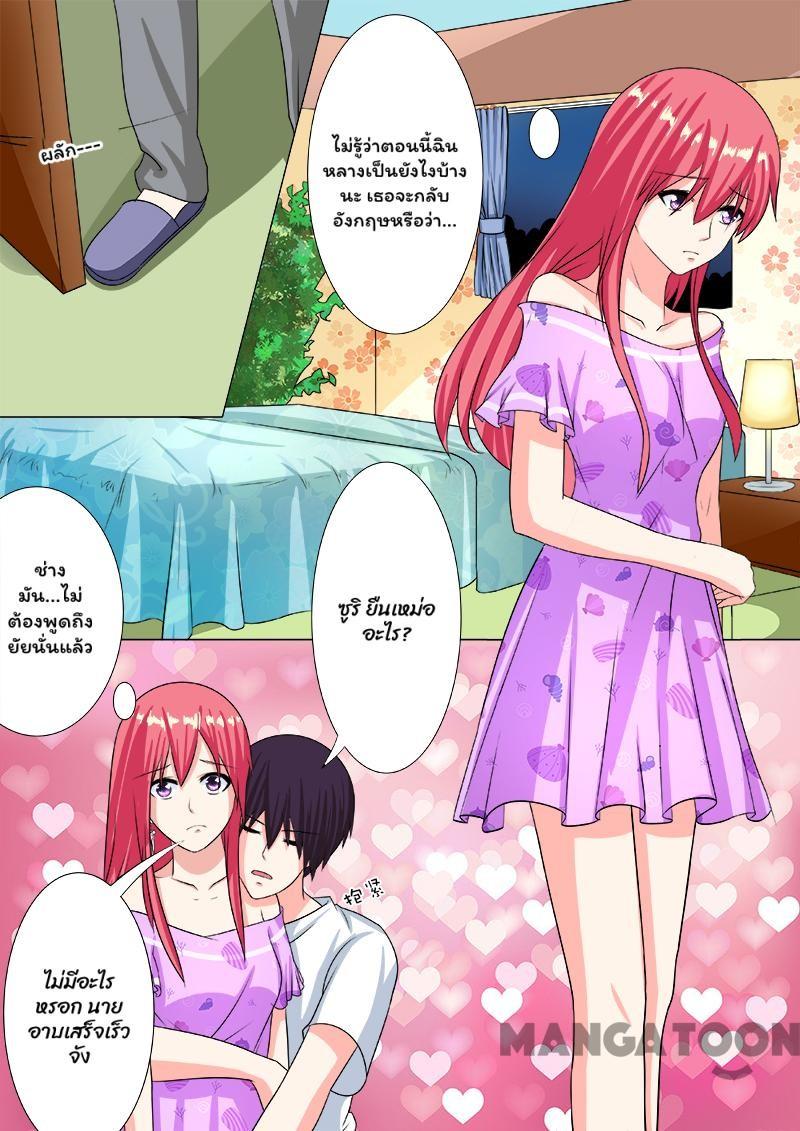 ผลัก---
ไม่รู้ว่าตอนนี้ฉิน
หลางเป็นยังไงบ้าง
นะ เธอจะกลับ
อังกฤษหรือว่า...
ช่าง
มัน...ไม่
ต้องพูดถึง
ยัยนั่นแล้ว
ซูริ ยืนเหม่อ
อะไร?
抱紧
ไม่มีอะไร
หรอก นาย
อาบเสร็จเร็ว
จัง
MANGATOON